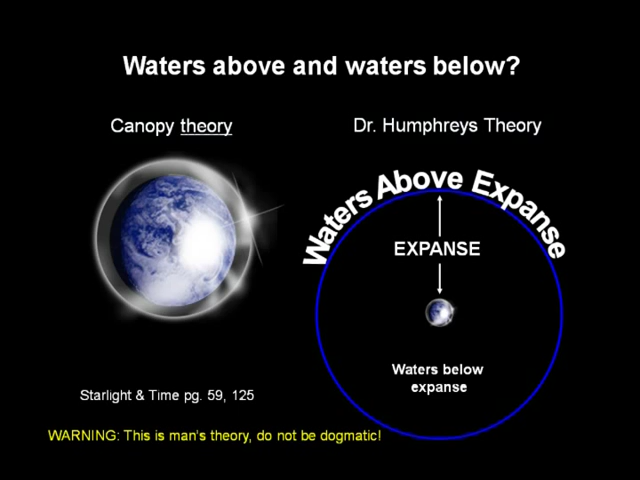 Waters above and waters below?
Canopy theory
Dr. Humphreys Theory
Waters Above Expanse
EXPANSE
Waters below
expanse
Starlight & Time pg. 59, 125
WARNING: This is man's theory, do not be dogmatic!